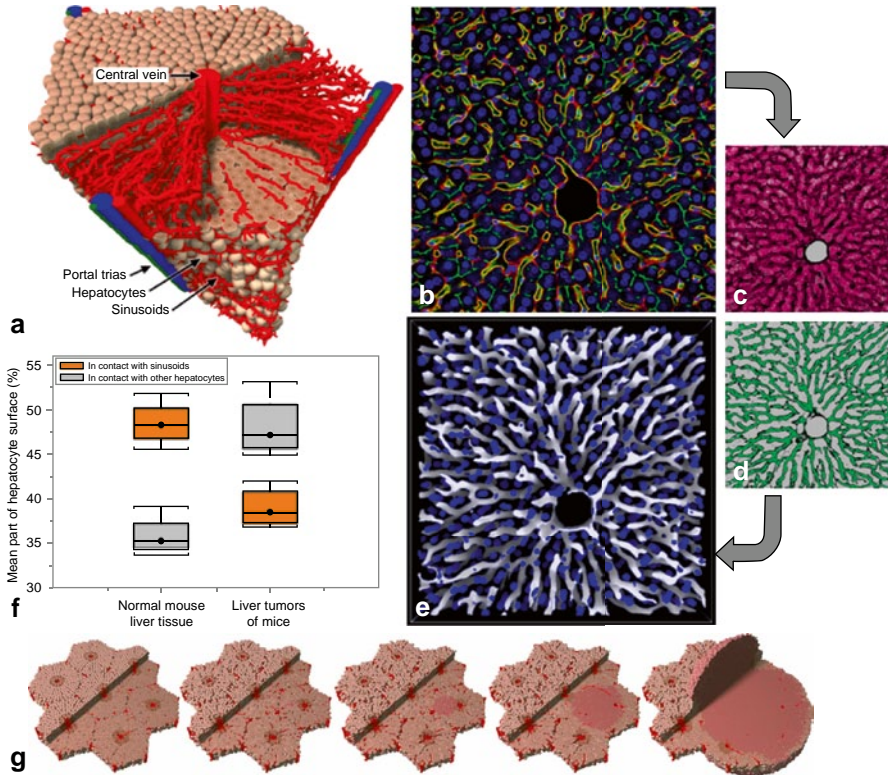 Central vein
Portal trias
Hepatocytes
Sinusoids
a
b
c
d
e
Mean part of hepatocyte surface (%)
55
50
45
40
35
30
In contact with sinusoids
In contact with other hepatocytes
Normal mouse
liver tissue
Liver tumors
of mice
f
g